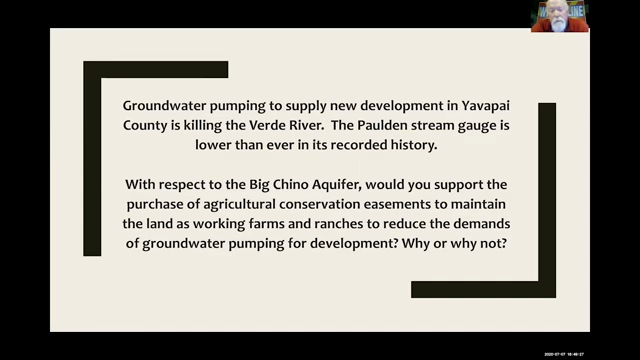 Groundwater pumping to supply new development in Yavapai
County is killing the Verde River.  The Paulden stream gauge is
lower than ever in its recorded history.
With respect to the Big Chino Aquifer, would you support the
purchase of agricultural conservation easements to maintain
the land as working farms and ranches to reduce the demands
of groundwater pumping for development? Why or why not?